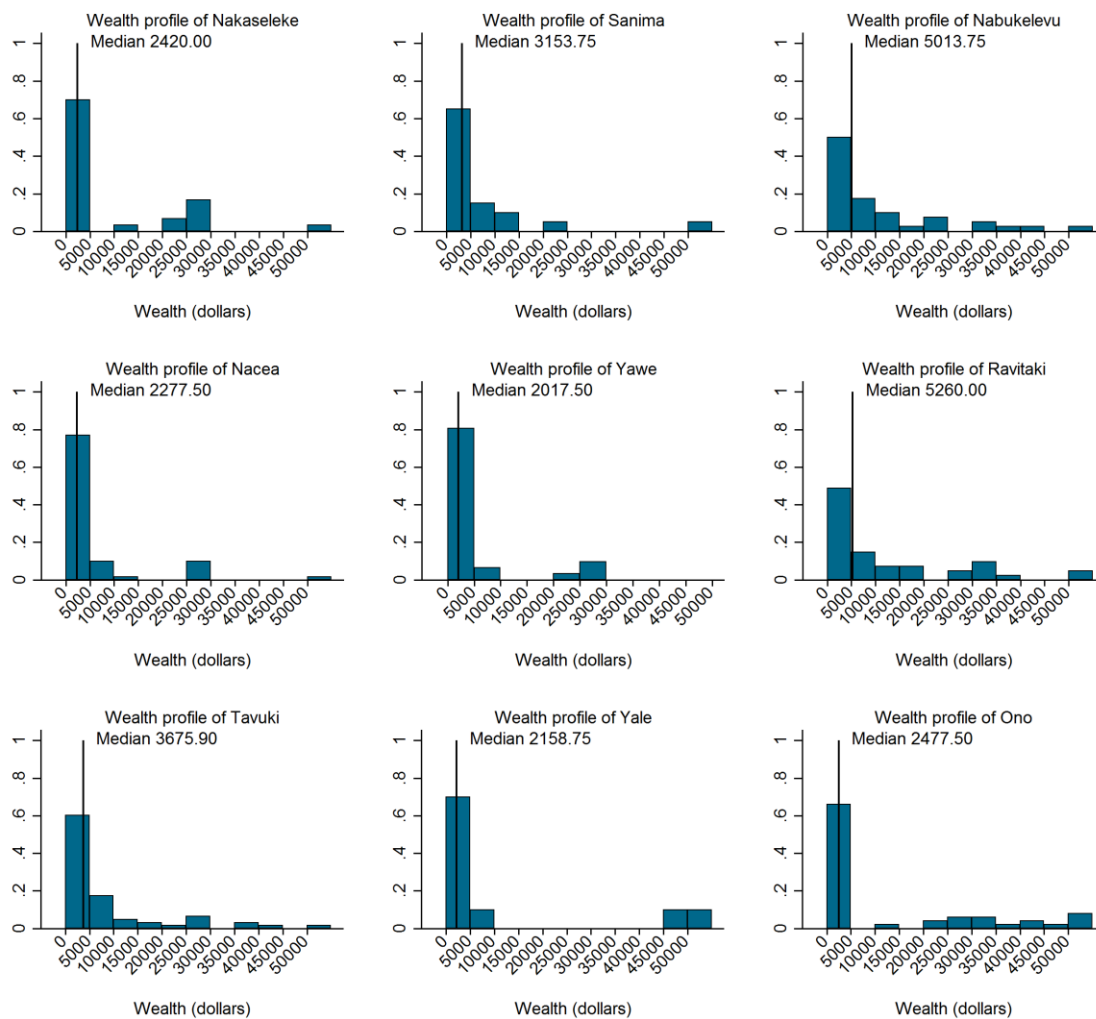 Wealth profile of Nakaseleke
Median 2420.00
0 .2 .4 .6 .8 1
0 5000 10000 15000 20000 25000 30000 35000 40000 45000 50000
Wealth (dollars)
Wealth profile of Sanima
Median 3153.75
0 .2 .4 .6 .8 1
0 5000 10000 15000 20000 25000 30000 35000 40000 45000 50000
Wealth (dollars)
Wealth profile of Nabukelevu
Median 5013.75
0 .2 .4 .6 .8 1
0 5000 10000 15000 20000 25000 30000 35000 40000 45000 50000
Wealth (dollars)
Wealth profile of Nacea
Median 2277.50
0 .2 .4 .6 .8 1
0 5000 10000 15000 20000 25000 30000 35000 40000 45000 50000
Wealth (dollars)
Wealth profile of Yawe
Median 2017.50
0 .2 .4 .6 .8 1
0 5000 10000 15000 20000 25000 30000 35000 40000 45000 50000
Wealth (dollars)
Wealth profile of Ravitaki
Median 5260.00
0 .2 .4 .6 .8 1
0 5000 10000 15000 20000 25000 30000 35000 40000 45000 50000
Wealth (dollars)
Wealth profile of Tavuki
Median 3675.90
0 .2 .4 .6 .8 1
0 5000 10000 15000 20000 25000 30000 35000 40000 45000 50000
Wealth (dollars)
Wealth profile of Yale
Median 2158.75
0 .2 .4 .6 .8 1
0 5000 10000 15000 20000 25000 30000 35000 40000 45000 50000
Wealth (dollars)
Wealth profile of Ono
Median 2477.50
0 .2 .4 .6 .8 1
0 5000 10000 15000 20000 25000 30000 35000 40000 45000 50000
Wealth (dollars)